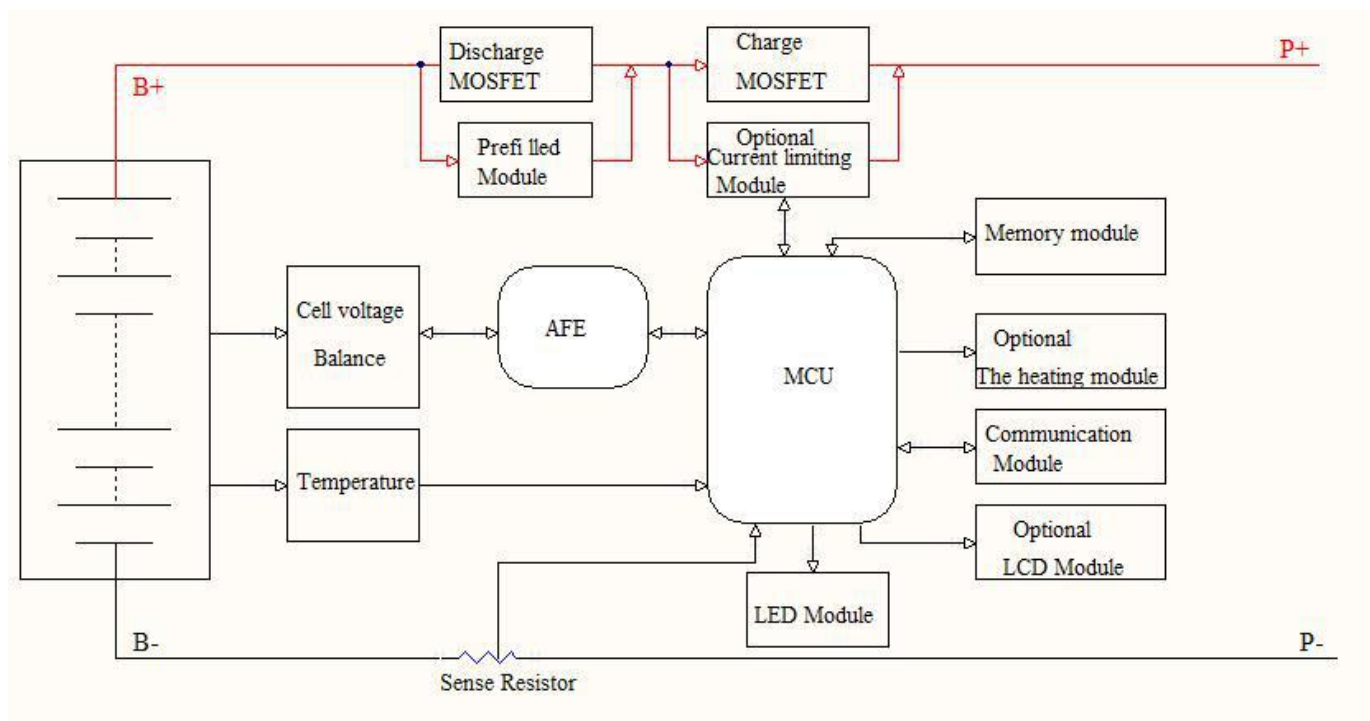 Discharge
MOSFET
Charge
MOSFET
P+
B+
Prefi lled
Module
Optional
Current limiting
Module
Memory module
Cell voltage
Balance
AFE
MCU
Optional
The heating module
Communication
Module
Temperature
Optional
LCD Module
LED Module
B-
P-
Sense Resistor